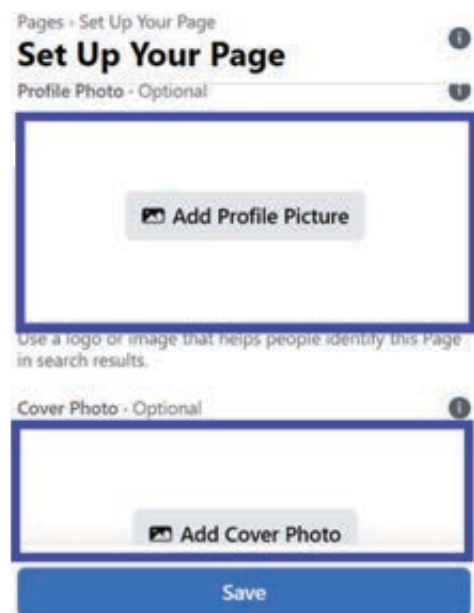 Pages › Set Up Your Page
Set Up Your Page
Profile Photo · Optional
Add Profile Picture
Use a logo or image that helps people identify this Page
in search results.
Cover Photo · Optional
Add Cover Photo
Save